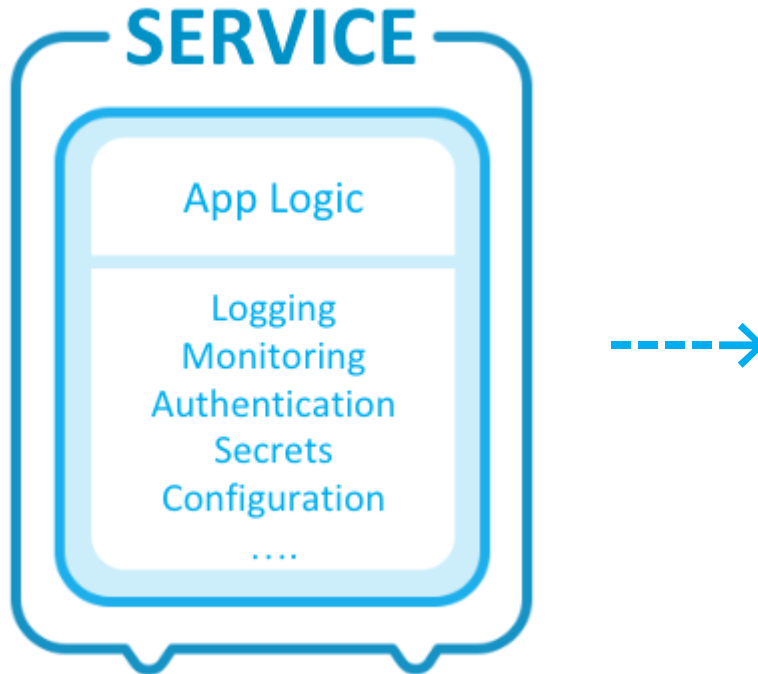 SERVICE
App Logic
Logging
Monitoring
Authentication
Secrets
Configuration
....